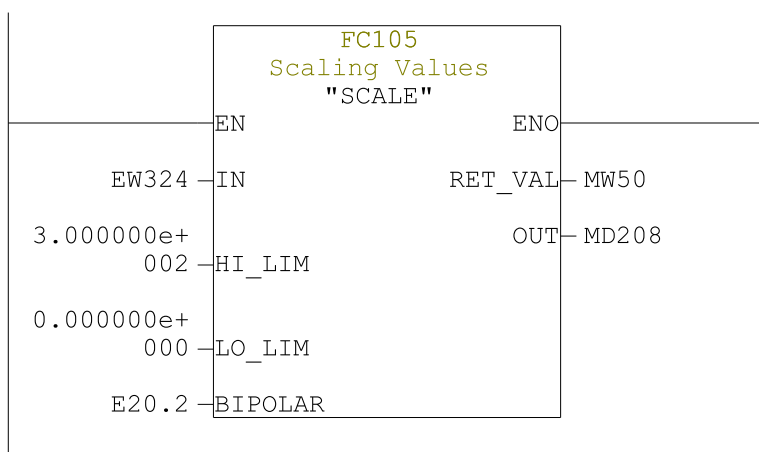 FC105
Scaling Values
"SCALE"
EN ENO
EW324 IN RET_VAL MW50
3.000000e+ OUT MD208
002 HI_LIM
0.000000e+
000 LO_LIM
E20.2 BIPOLAR